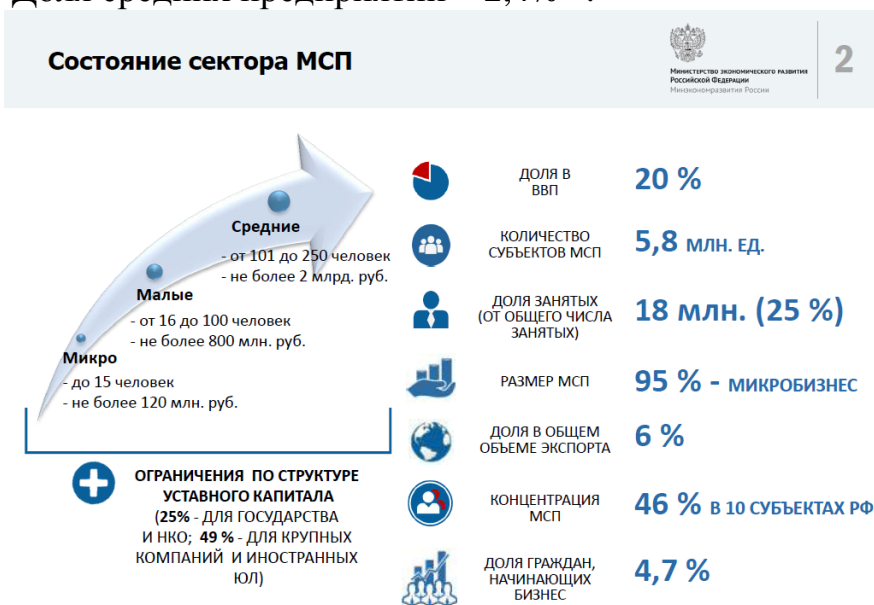 Состояние сектора МСП
Министерство экономического развития
Российской Федерации
Минэкономразвития России
2
Средние
- от 101 до 250 человек
- не более 2 млрд. руб.
Малые
- от 16 до 100 человек
- не более 800 млн. руб.
Микро
- до 15 человек
- не более 120 млн. руб.
ОГРАНИЧЕНИЯ ПО СТРУКТУРЕ
УСТАВНОГО КАПИТАЛА
(25% - ДЛЯ ГОСУДАРСТВА
И НКО; 49 % - ДЛЯ КРУПНЫХ
КОМПАНИЙ И ИНОСТРАННЫХ
ЮЛ)
ДОЛЯ В
ВВП
20 %
КОЛИЧЕСТВО
СУБЪЕКТОВ МСП
5,8 МЛН. ЕД.
ДОЛЯ ЗАНЯТЫХ
(ОТ ОБЩЕГО ЧИСЛА
ЗАНЯТЫХ)
18 млн. (25 %)
РАЗМЕР МСП
95 % - МИКРОБИЗНЕС
ДОЛЯ В ОБЩЕМ
ОБЪЕМЕ ЭКСПОРТА
6 %
КОНЦЕНТРАЦИЯ
МСП
46 % В 10 СУБЪЕКТАХ РФ
ДОЛЯ ГРАЖДАН,
НАЧИНАЮЩИХ
БИЗНЕС
4,7 %